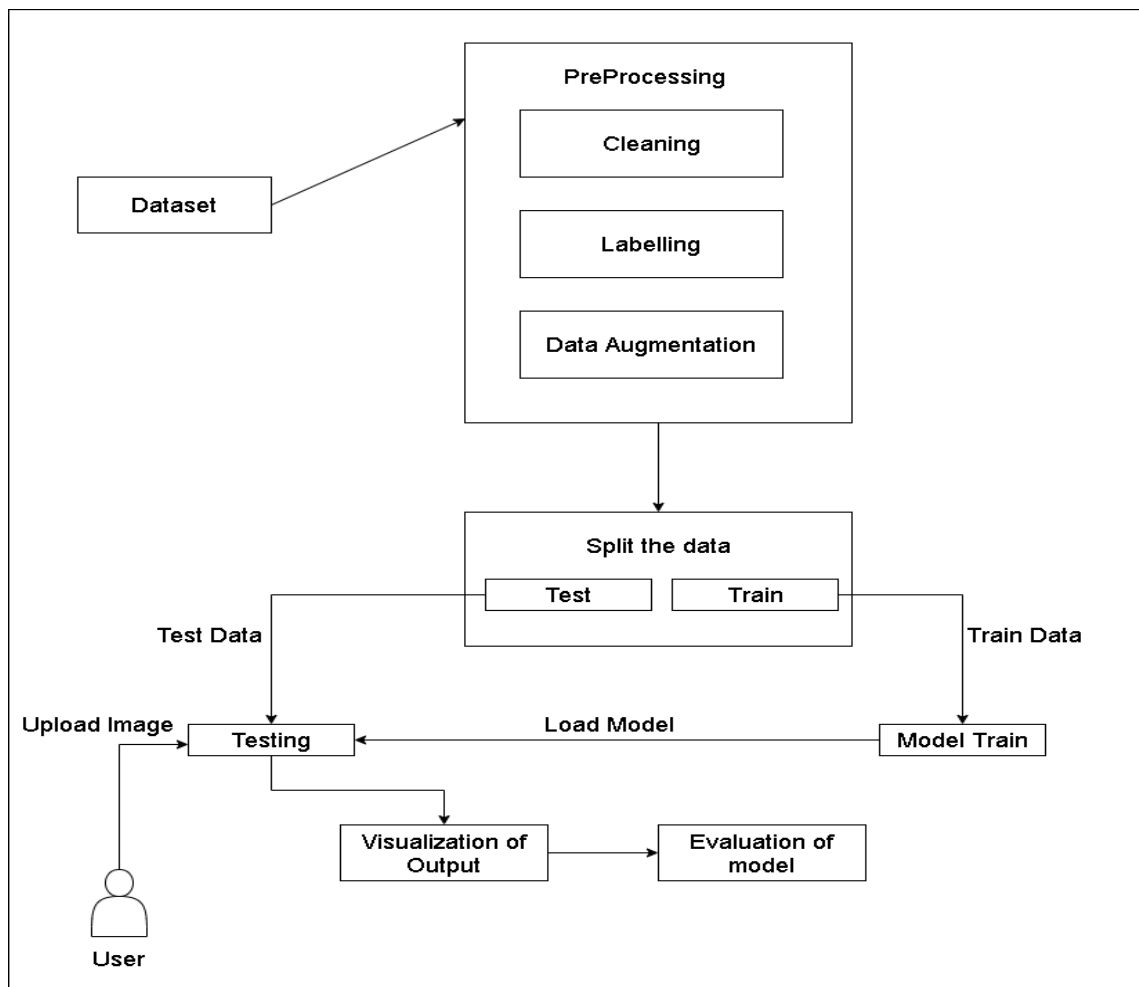 PreProcessing
Cleaning
Dataset
Labelling
Data Augmentation
Split the data
Test
Train
Test Data
Train Data
Upload Image
Load Model
Testing
Model Train
Visualization of
Output
Evaluation of
model
User